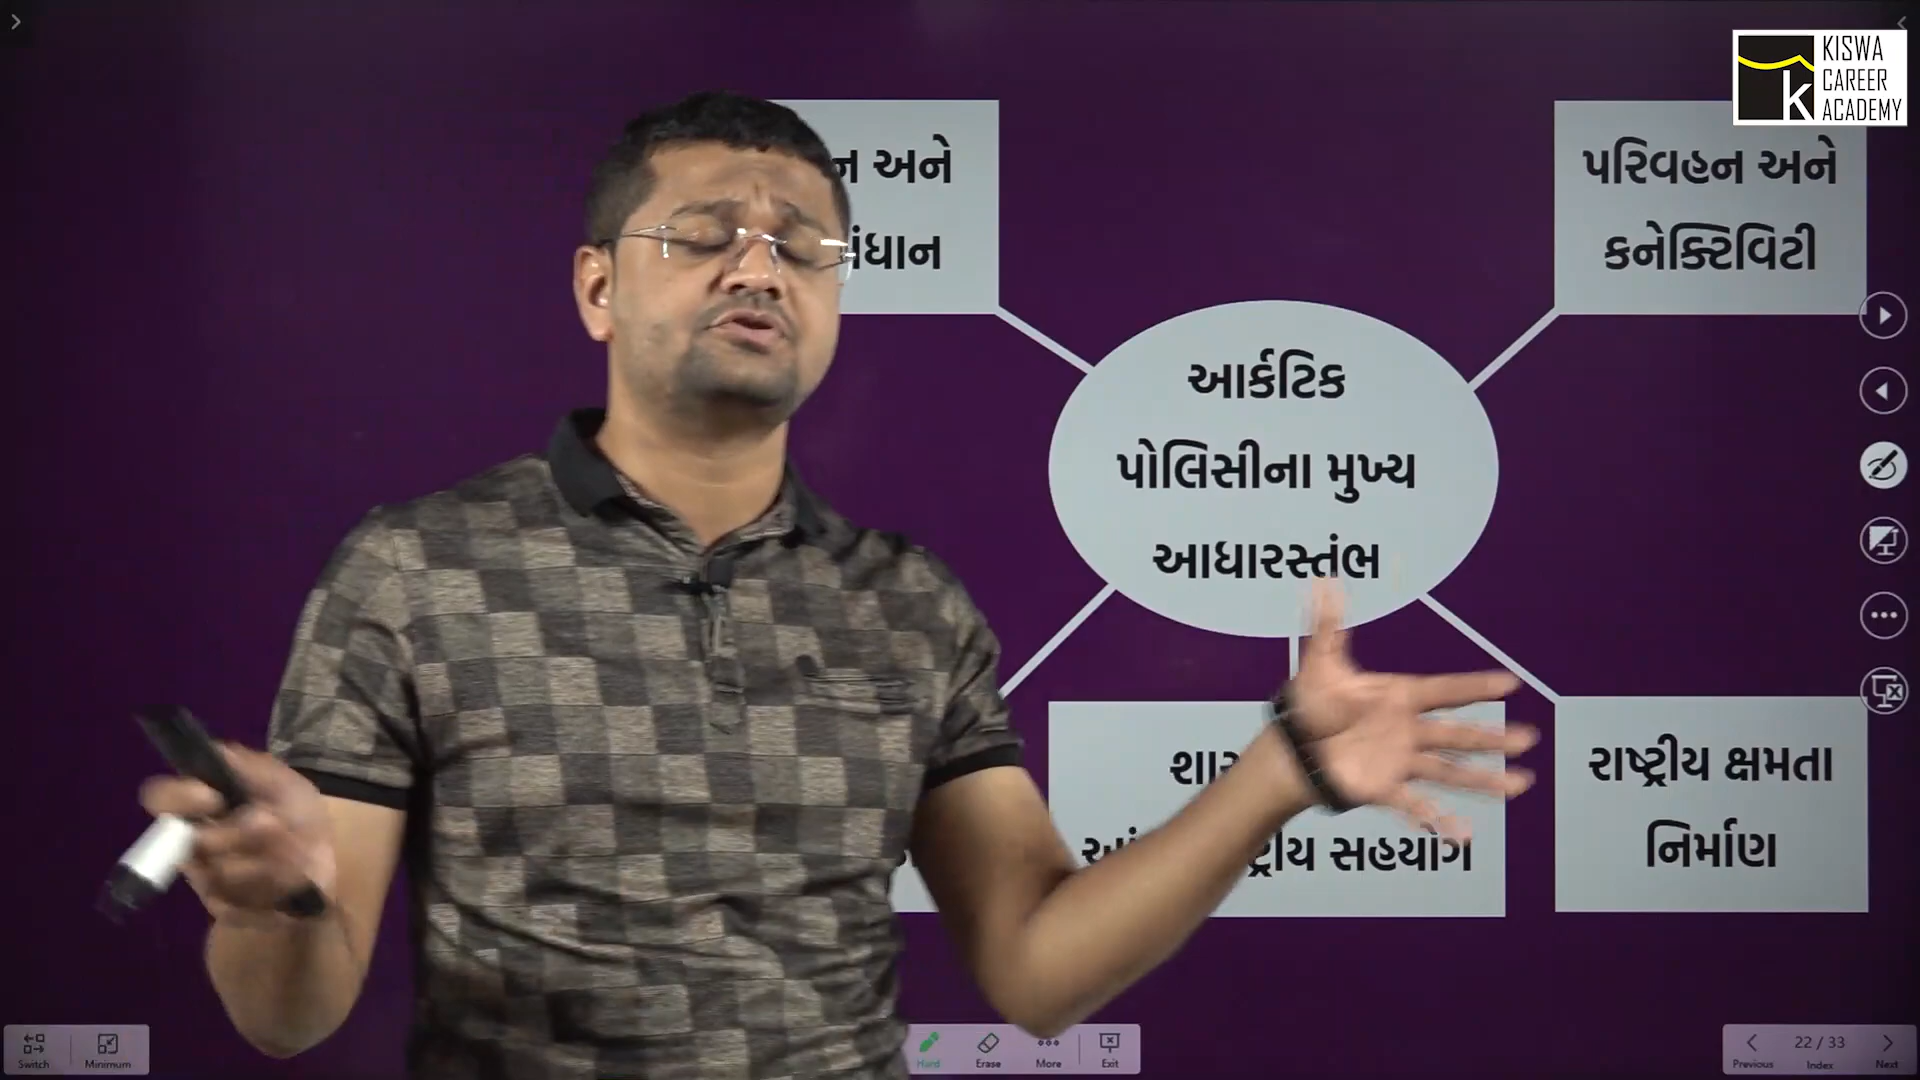 KISWA
CAREER
ACADEMY
અને
પરિવહન અને
કનેક્ટિવિટી
આર્કટિક
પોલિસીના મુખ્ય
આધારસ્તંભ
સહયોગ
રાષ્ટ્રીય ક્ષમતા
નિર્માણ
Switch
Minimum
Hard
Erase
More
Exit
22 / 33
Previous
Index
Next